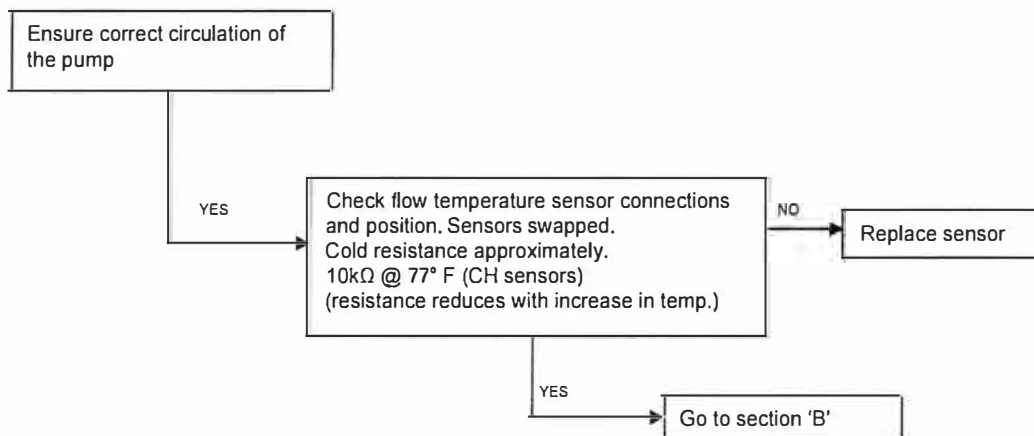 Ensure correct circulation of
the pump
YES
Check flow temperature sensor connections
and position. Sensors swapped.
Cold resistance approximately.
10kΩ @ 77° F (CH sensors)
(resistance reduces with increase in temp.)
NO
Replace sensor
YES
Go to section 'B'